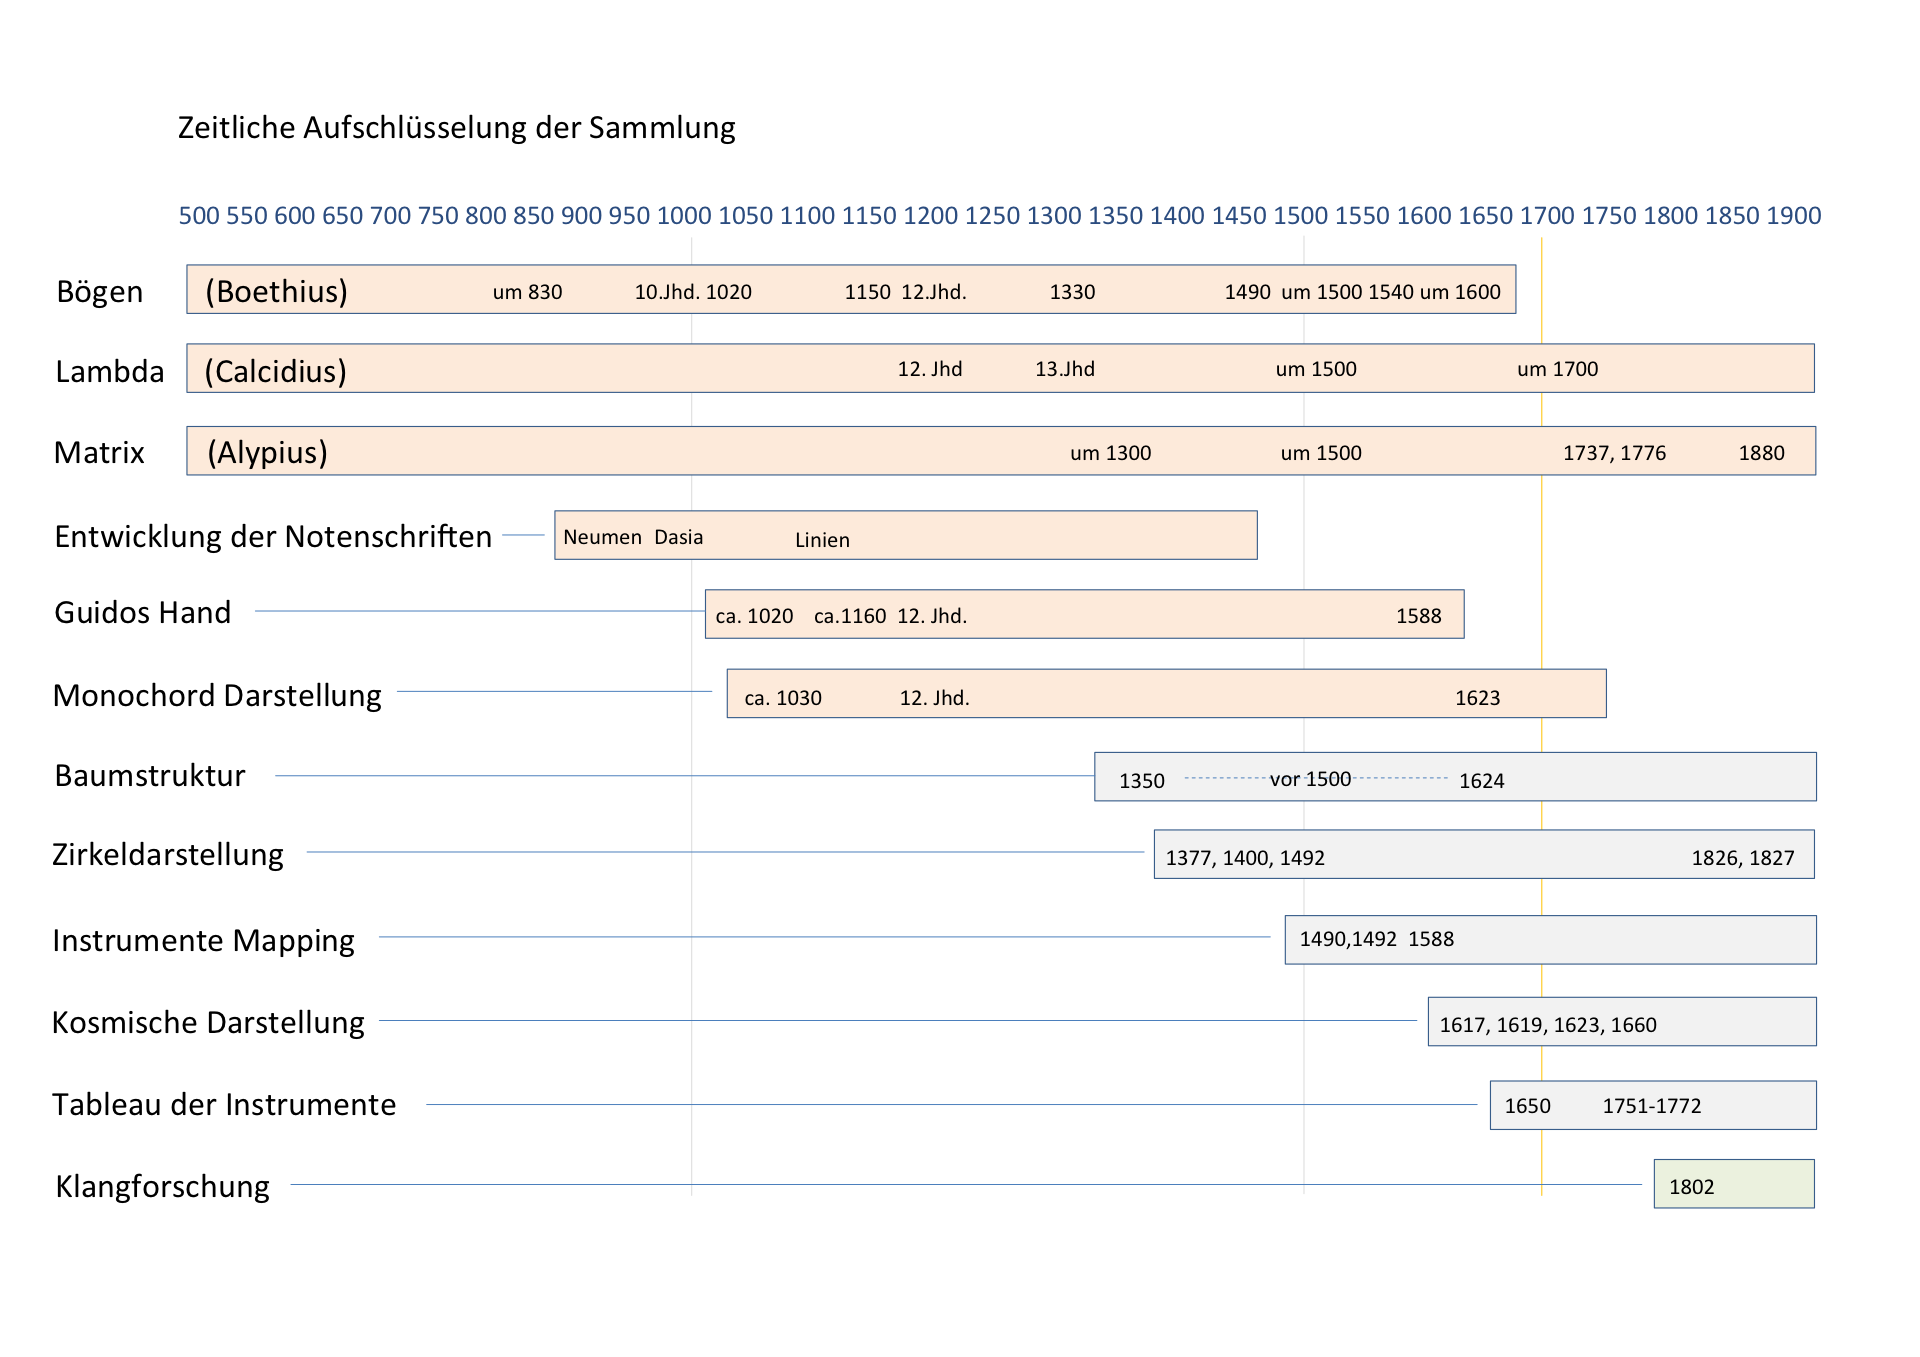 Zeitliche Aufschlüsselung der Sammlung
500 550 600 650 700 750 800 850 900 950 1000 1050 1100 1150 1200 1250 1300 1350 1400 1450 1500 1550 1600 1650 1700 1750 1800 1850 1900
Bögen (Boethius) um 830 10.Jhd. 1020 1150 12.Jhd. 1330 1490 um 1500 1540 um 1600
Lambda (Calcidius) 12. Jhd 13.Jhd um 1500 um 1700
Matrix (Alypius) um 1300 um 1500 1737, 1776 1880
Entwicklung der Notenschriften Neumen Dasia Linien
Guidos Hand ca. 1020 ca.1160 12. Jhd. 1588
Monochord Darstellung ca. 1030 12. Jhd. 1623
Baumstruktur 1350 vor 1500 1624
Zirkeldarstellung 1377, 1400, 1492 1826, 1827
Instrumente Mapping 1490,1492 1588
Kosmische Darstellung 1617, 1619, 1623, 1660
Tableau der Instrumente 1650 1751-1772
Klangforschung 1802